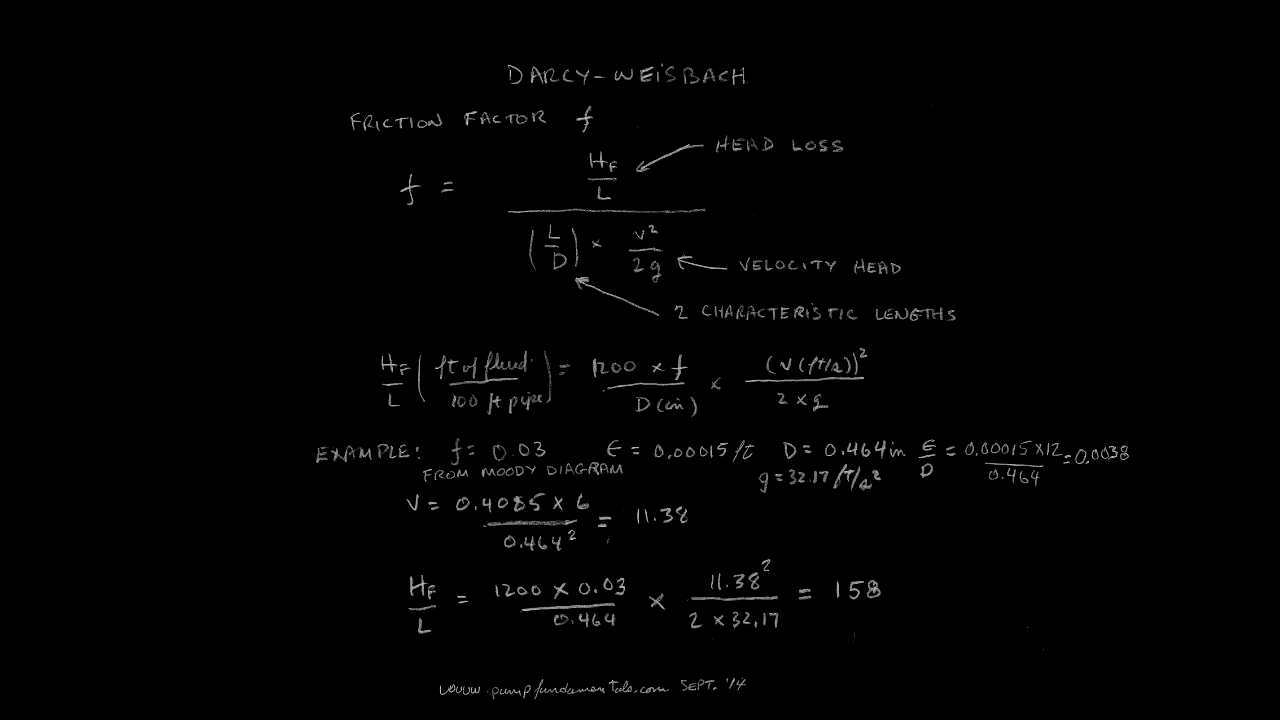 DARCY-WEISBACH
FRICTION FACTOR f
HEAD LOSS
f = (H_F / L) / ((L / D) × v² / 2g)
VELOCITY HEAD
2 CHARACTERISTIC LENGTHS
H_F / L (ft of fluid / 100 ft pipe) = 1200 × f / D (in) × (V (ft/s))² / 2 × g
EXAMPLE: f = 0.03 ϵ = 0.00015 ft D = 0.464 in ϵ / D = 0.00015 × 12 / 0.464 = 0.0038
FROM MOODY DIAGRAM g = 32.17 ft/s²
V = 0.4085 × 6 / 0.464² = 11.38
H_F / L = 1200 × 0.03 / 0.464 × 11.38² / 2 × 32.17 = 158
www.pumpfundamentals.com SEPT. '14